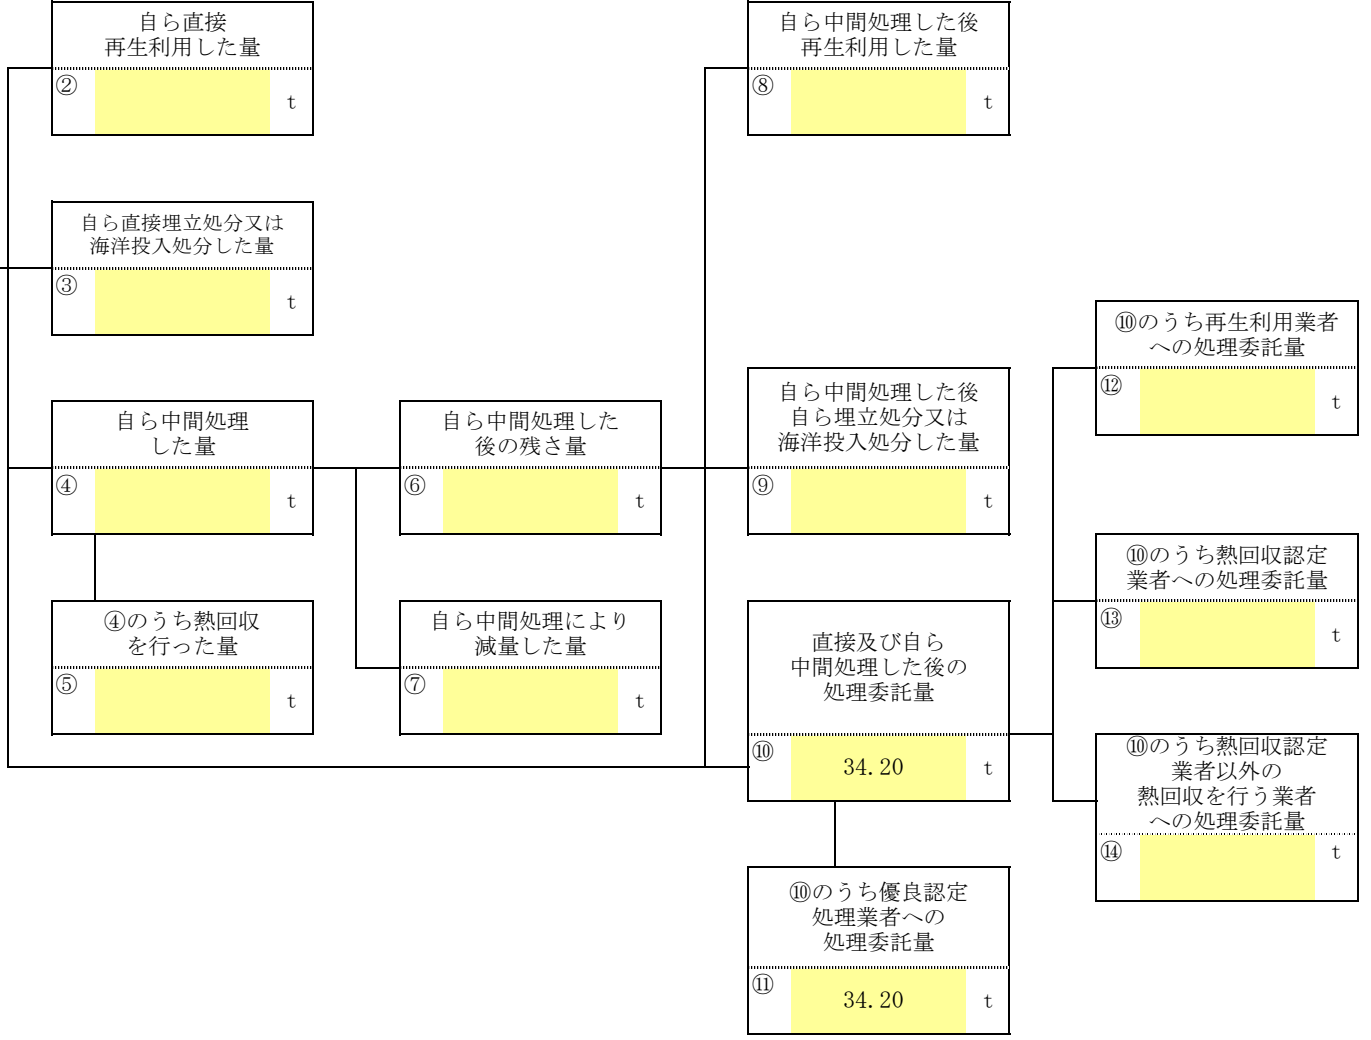 自ら直接
再生利用した量
②
t
自ら中間処理した後
再生利用した量
⑧
t
自ら直接埋立処分又は
海洋投入処分した量
③
t
⑩のうち再生利用業者
への処理委託量
⑫
t
自ら中間処理
した量
④
t
自ら中間処理した
後の残さ量
⑥
t
自ら中間処理した後
自ら埋立処分又は
海洋投入処分した量
⑨
t
⑩のうち熱回収認定
業者への処理委託量
⑬
t
④のうち熱回収
を行った量
⑤
t
自ら中間処理により
減量した量
⑦
t
直接及び自ら
中間処理した後の
処理委託量
⑩
34.20
t
⑩のうち熱回収認定
業者以外の
熱回収を行う業者
への処理委託量
⑭
t
⑩のうち優良認定
処理業者への
処理委託量
⑪
34.20
t